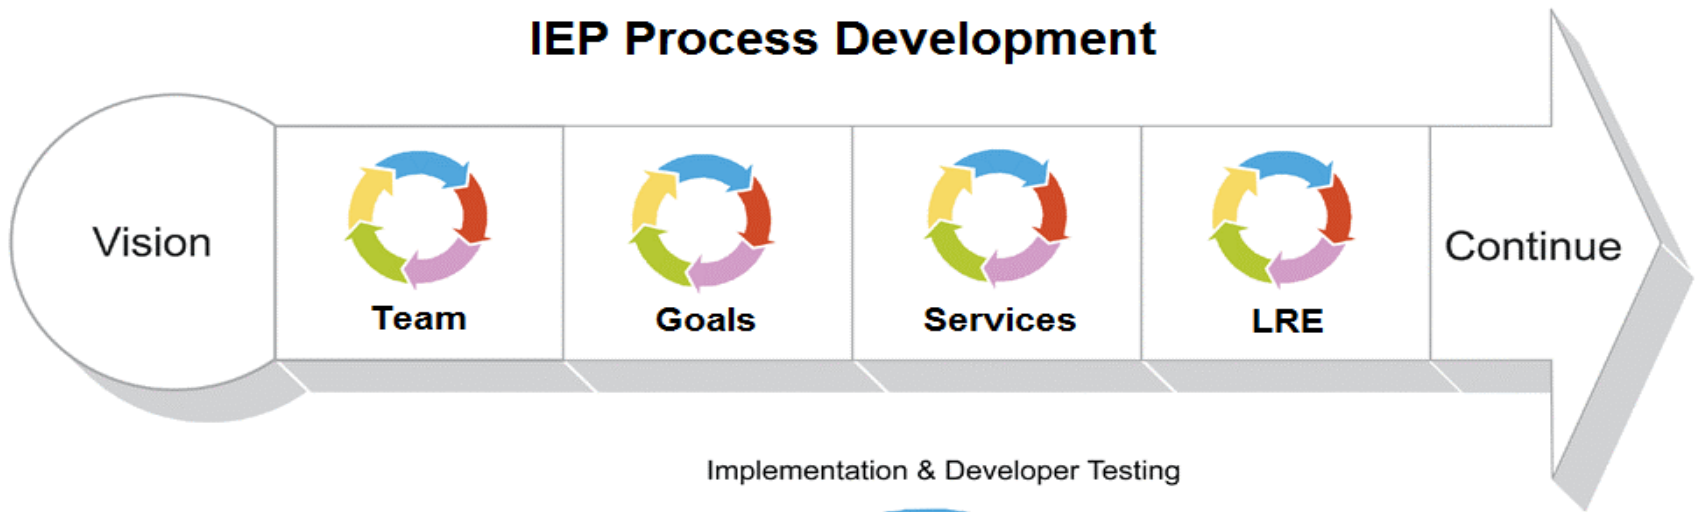 IEP Process Development
Vision
Team
Goals
Services
LRE
Continue
Implementation & Developer Testing